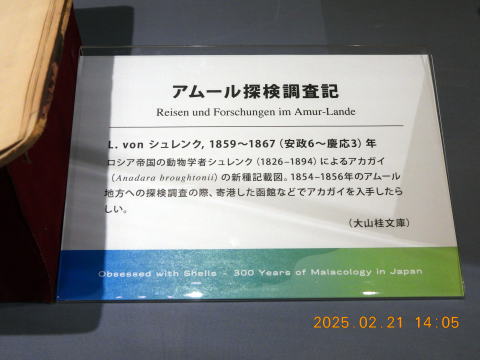 アムール探検調査記
Reisen und Forschungen im Amur-Lande
L. von シュレンク, 1859～1867（安政6～慶応3）年
ロシア帝国の動物学者シュレンク（1826–1894）によるアカガイ
（Anadara broughtonii）の新種記載図。1854–1856年のアムール
地方への探検調査の際、寄港した函館などでアカガイを入手したら
しい。
（大山桂文庫）
Obsessed with Shells - 300 Years of Malacology in Japan
2025.02.21 14:05